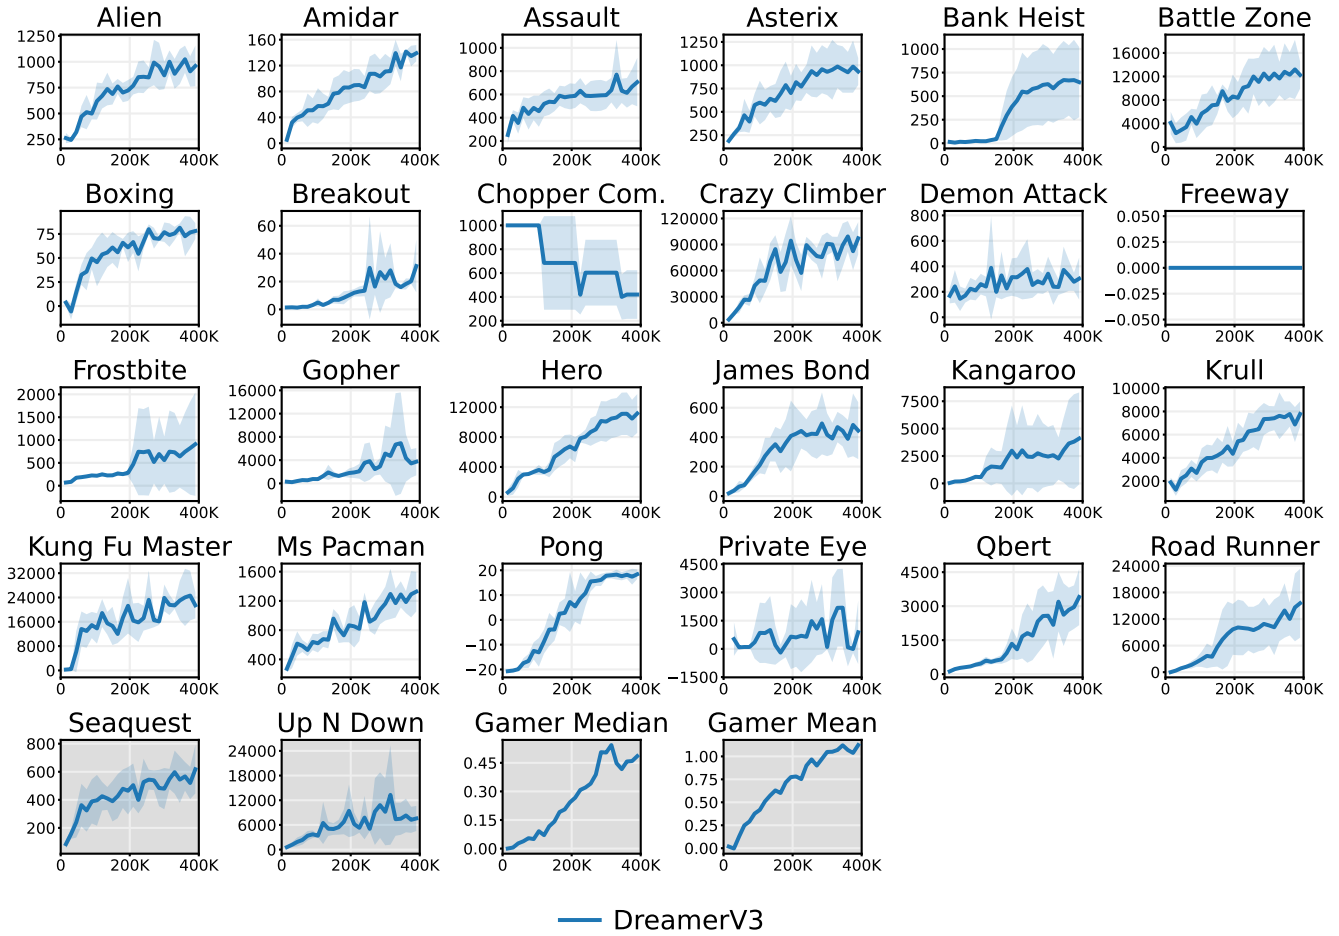 Alien Amidar Assault Asterix Bank Heist Battle Zone
1250 1000 750 500 250 0 200K 400K
160 120 80 40 0 0 200K 400K
1000 800 600 400 200 0 200K 400K
1250 1000 750 500 250 0 200K 400K
1000 750 500 250 0 0 200K 400K
16000 12000 8000 4000 0 0 200K 400K
Boxing Breakout Chopper Com. Crazy Climber Demon Attack Freeway
75 50 25 0 0 200K 400K
60 40 20 0 0 200K 400K
1000 800 600 400 200 0 200K 400K
120000 90000 60000 30000 0 0 200K 400K
800 600 400 200 0 0 200K 400K
0.050 0.025 0.000 −0.025 −0.050 0 200K 400K
Frostbite Gopher Hero James Bond Kangaroo Krull
2000 1500 1000 500 0 0 200K 400K
16000 12000 8000 4000 0 0 200K 400K
12000 8000 4000 0 0 200K 400K
600 400 200 0 0 200K 400K
7500 5000 2500 0 0 200K 400K
10000 8000 6000 4000 2000 0 200K 400K
Kung Fu Master Ms Pacman Pong Private Eye Qbert Road Runner
32000 24000 16000 8000 0 0 200K 400K
1600 1200 800 400 0 200K 400K
20 10 0 −10 −20 0 200K 400K
4500 3000 1500 0 −1500 0 200K 400K
4500 3000 1500 0 0 200K 400K
24000 18000 12000 6000 0 0 200K 400K
Seaquest Up N Down Gamer Median Gamer Mean
800 600 400 200 0 200K 400K
24000 18000 12000 6000 0 0 200K 400K
0.45 0.30 0.15 0.00 0 200K 400K
1.00 0.75 0.50 0.25 0.00 0 200K 400K
DreamerV3